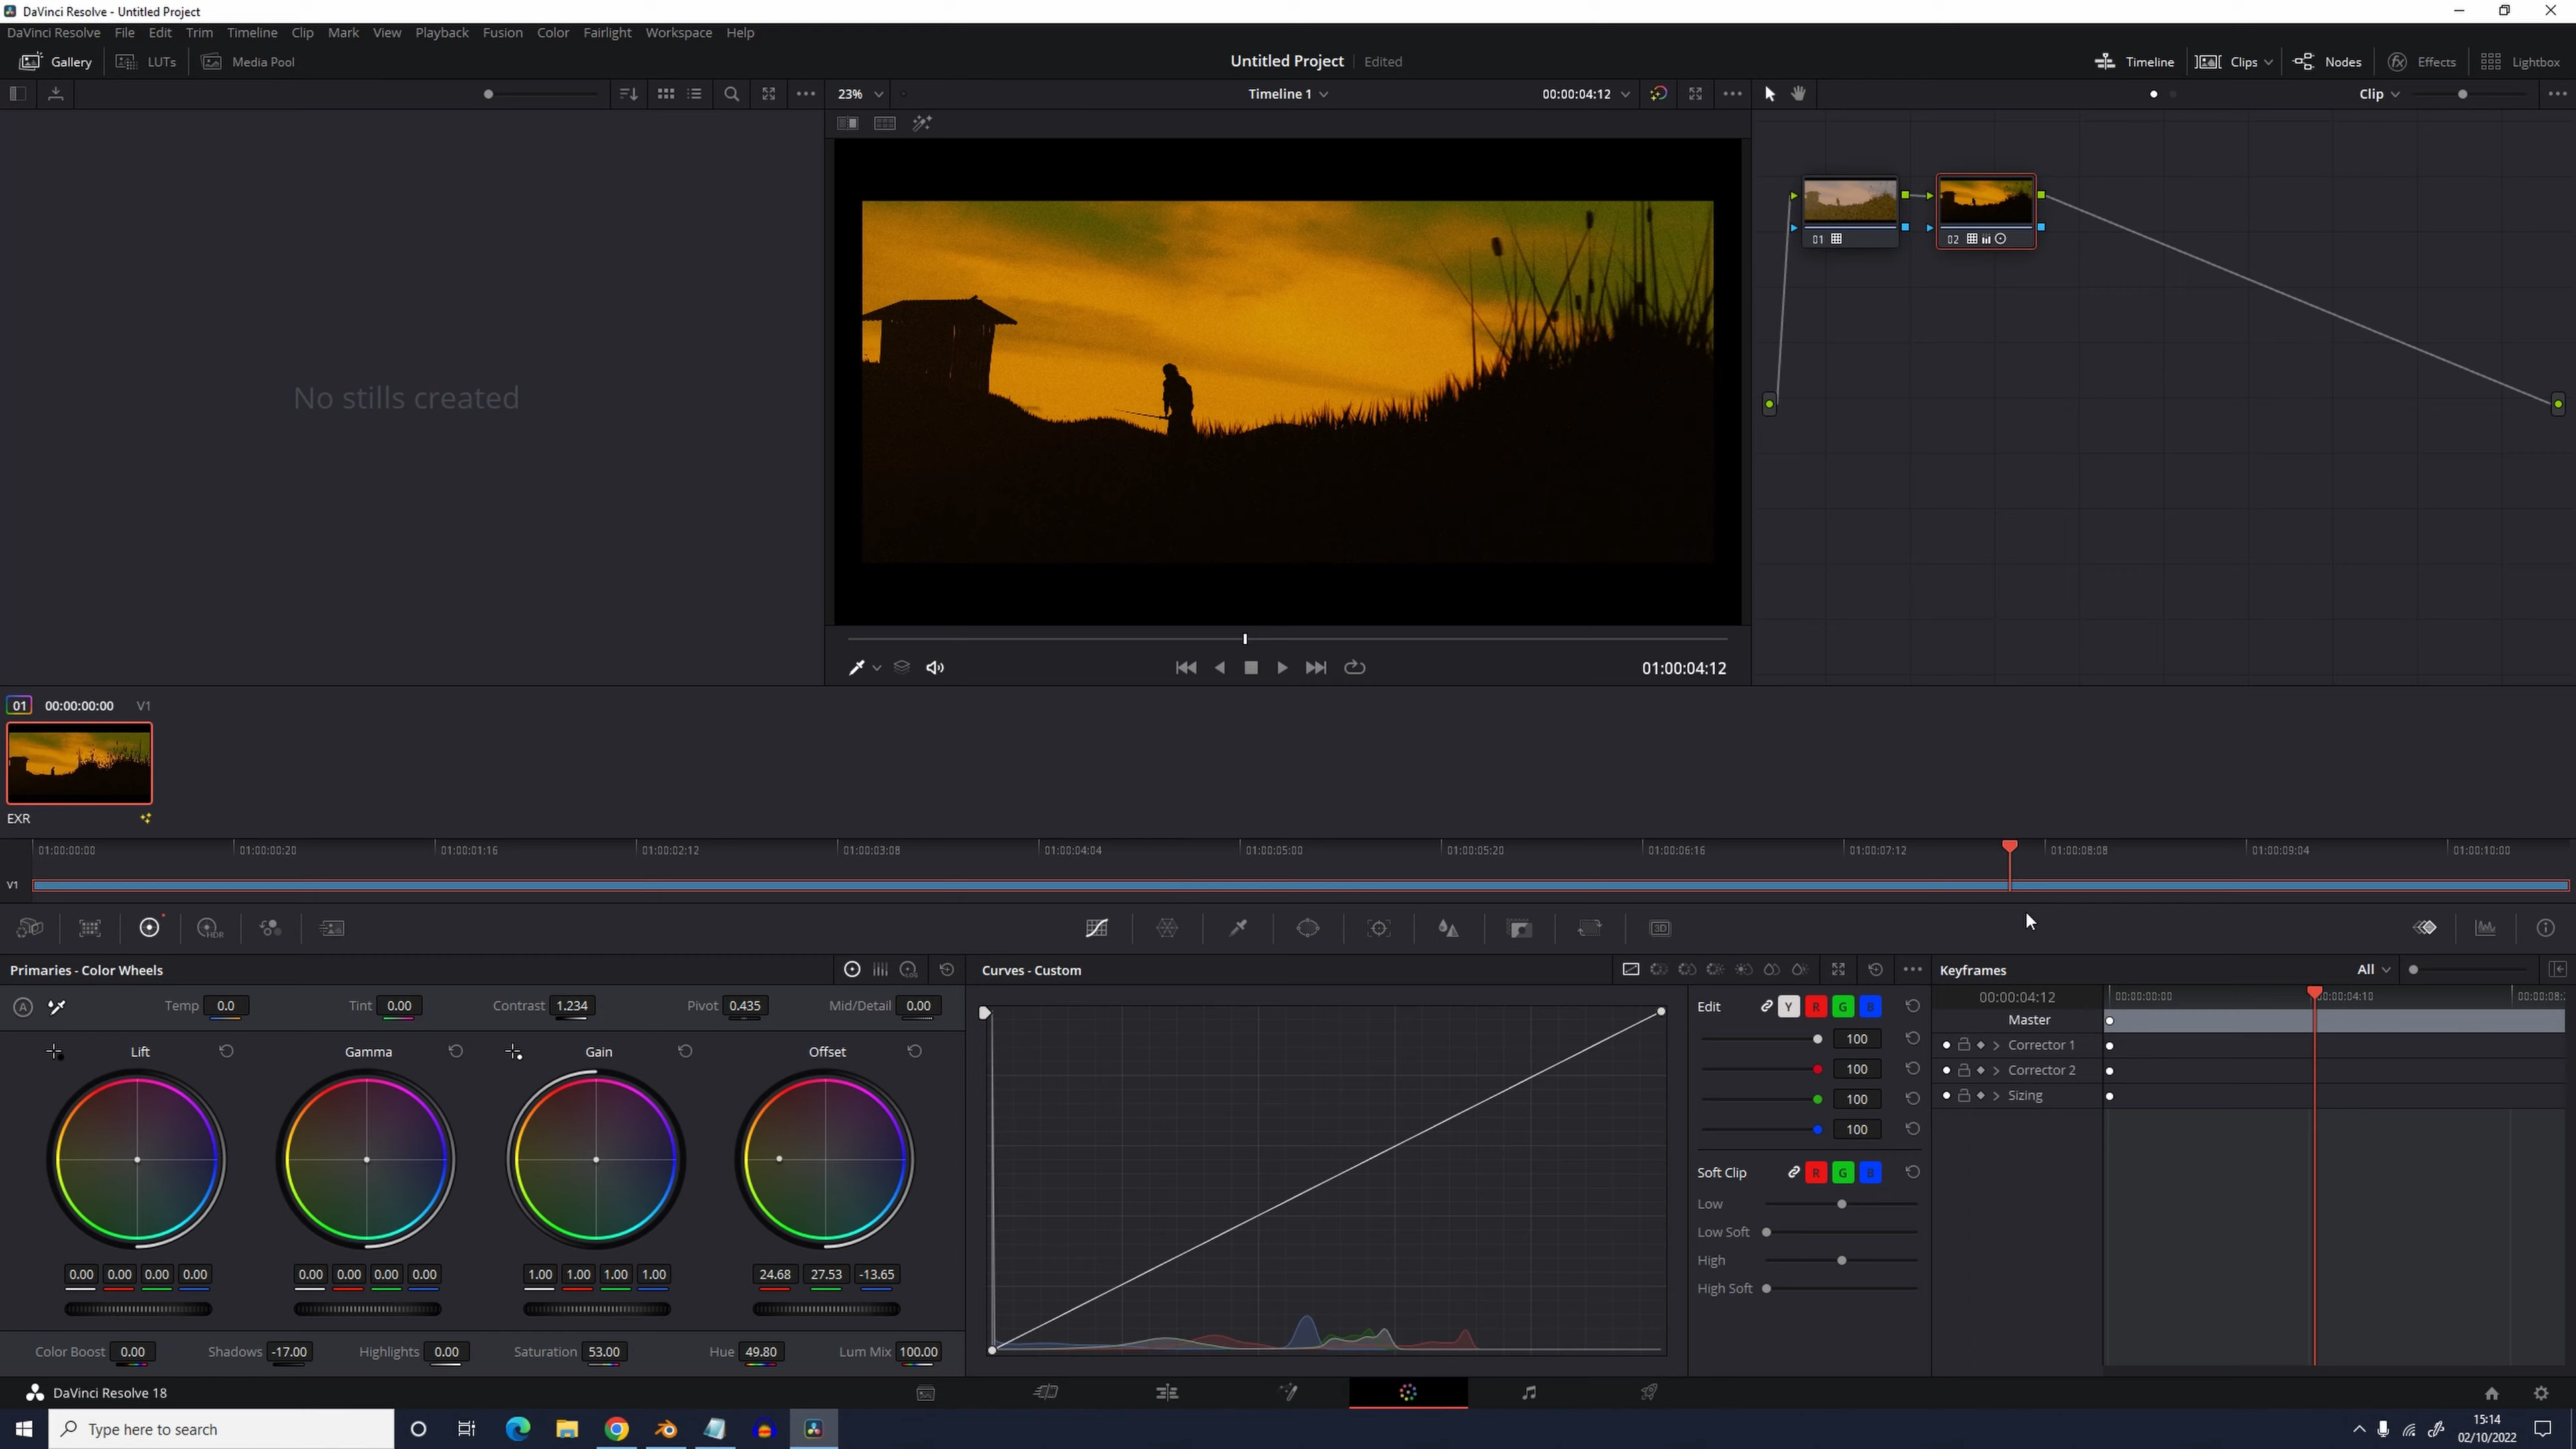 DaVinci Resolve - Untitled Project
DaVinci Resolve File Edit Trim Timeline Clip Mark View Playback Fusion Color Fairlight Workspace Help
Gallery LUTs Media Pool Untitled Project Edited Timeline Clips Nodes Effects Lightbox
23% Timeline 1 00:00:04:12 Clip
01 02
No stills created
01:00:04:12
01 00:00:00:00 V1
EXR
01:00:00:00 01:00:00:20 01:00:01:16 01:00:02:12 01:00:03:08 01:00:04:04 01:00:05:00 01:00:05:20 01:00:06:16 01:00:07:12 01:00:08:08 01:00:09:04 01:00:10:00
V1
HDR 3D
Primaries - Color Wheels LOG Curves - Custom Keyframes All
A Temp 0.0 Tint 0.00 Contrast 1.234 Pivot 0.435 Mid/Detail 0.00 Edit Y R G B 00:00:04:12 00:00:00:00 00:00:04:10 00:00:08:
Master
Lift Gamma Gain Offset 100 Corrector 1
100 Corrector 2
100 Sizing
100
Soft Clip R G B
Low
Low Soft
High
High Soft
0.00 0.00 0.00 0.00 0.00 0.00 0.00 0.00 1.00 1.00 1.00 1.00 24.68 27.53 -13.65
Color Boost 0.00 Shadows -17.00 Highlights 0.00 Saturation 53.00 Hue 49.80 Lum Mix 100.00
DaVinci Resolve 18
Type here to search 15:14
02/10/2022